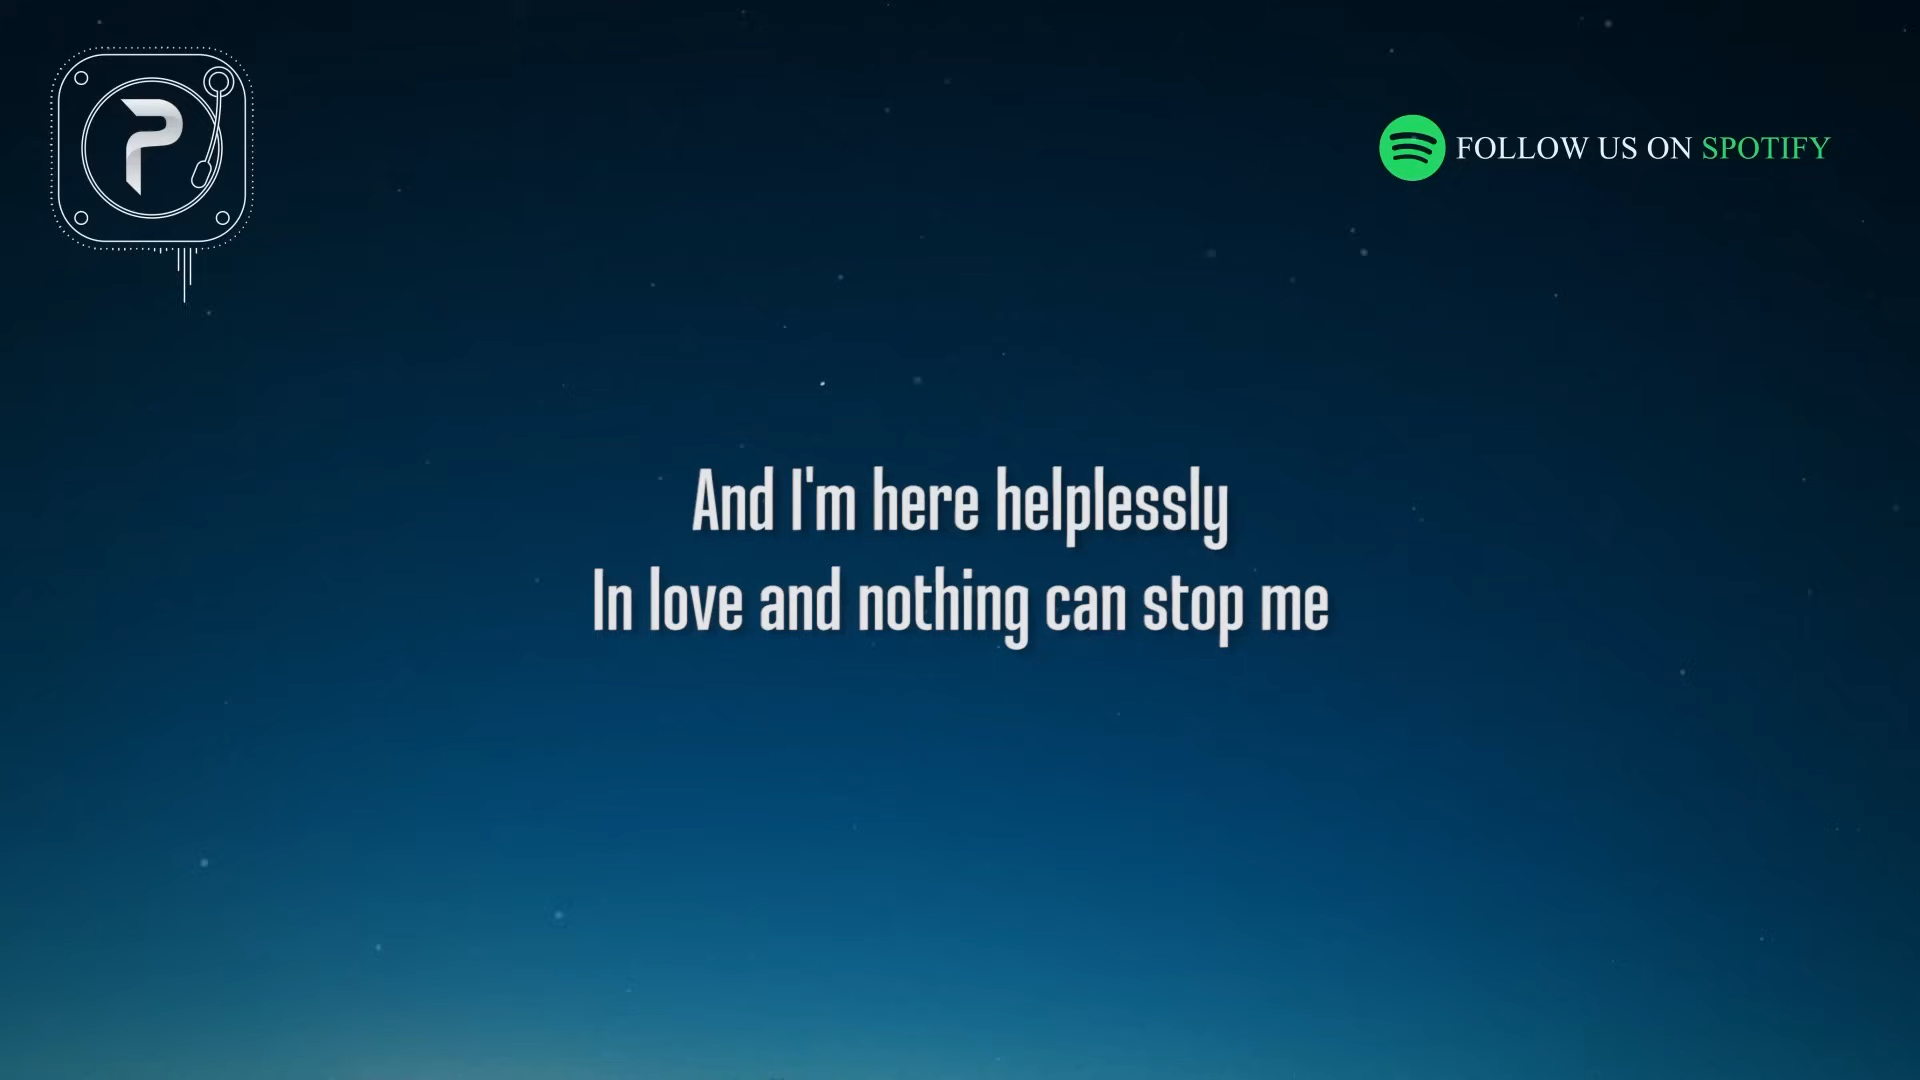 P
FOLLOW US ON SPOTIFY
And I'm here helplessly
In love and nothing can stop me